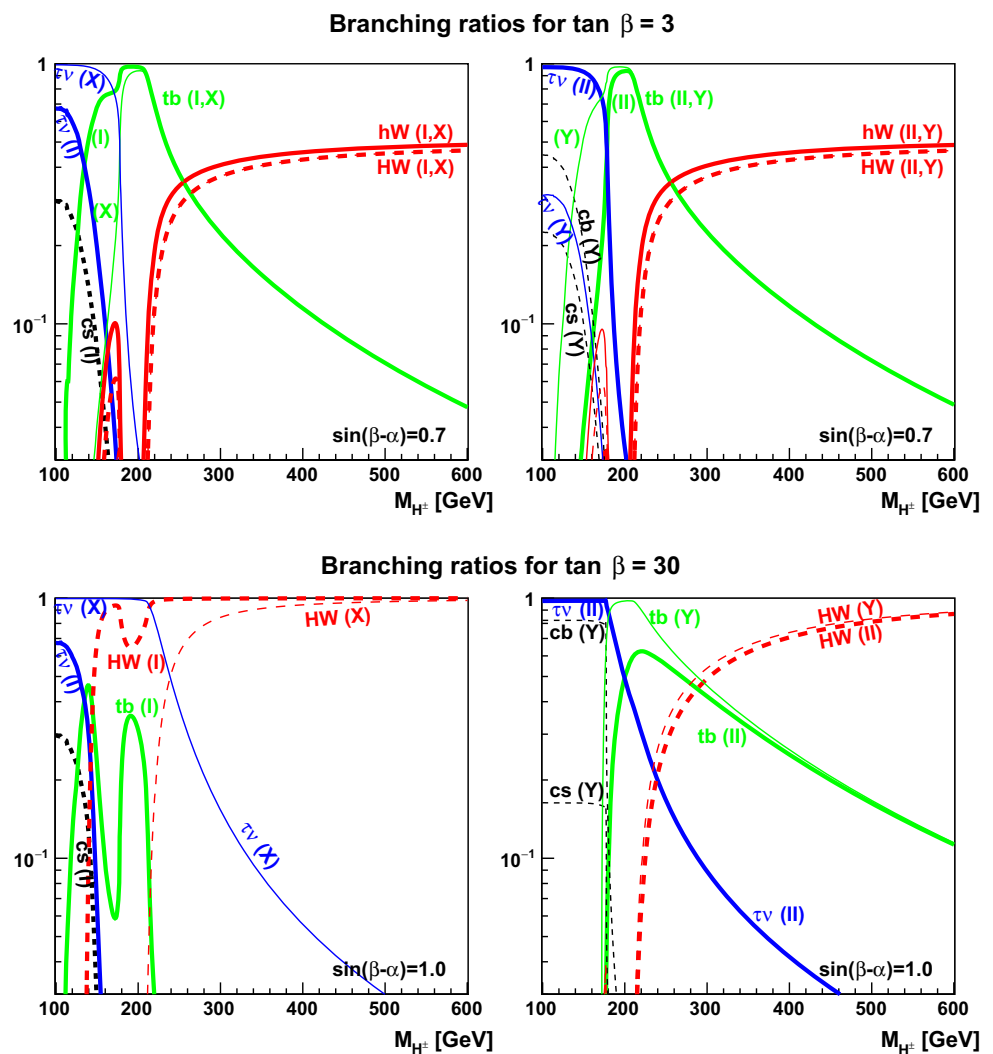 Branching ratios for tan β = 3
1
τν (X)
τν (I)
(I)
(X)
cs (I)
tb (I,X)
hW (I,X)
HW (I,X)
10⁻¹
sin(β-α)=0.7
100 200 300 400 500 600
M_H± [GeV]
1
τν (II)
(Y)
(II)
tb (II,Y)
hW (II,Y)
HW (II,Y)
τν (Y)
cb (Y)
cs (Y)
10⁻¹
sin(β-α)=0.7
100 200 300 400 500 600
M_H± [GeV]
Branching ratios for tan β = 30
1
τν (X)
τν (I)
HW (I)
HW (X)
tb (I)
cs (I)
τν (X)
10⁻¹
sin(β-α)=1.0
100 200 300 400 500 600
M_H± [GeV]
1
τν (II)
cb (Y)
tb (Y)
HW (Y)
HW (II)
tb (II)
cs (Y)
τν (II)
10⁻¹
sin(β-α)=1.0
100 200 300 400 500 600
M_H± [GeV]